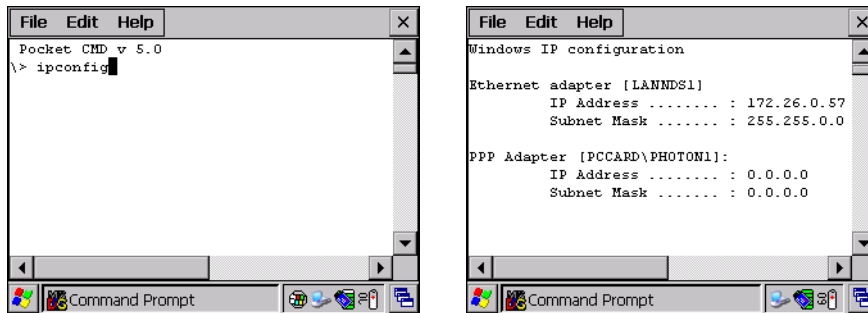 File Edit Help
Pocket CMD v 5.0
\> ipconfig
Command Prompt
File Edit Help
Windows IP configuration
Ethernet adapter [LANNDS1]
IP Address ........ : 172.26.0.57
Subnet Mask ....... : 255.255.0.0
PPP Adapter [PCCARD\PHOTON1]:
IP Address ........ : 0.0.0.0
Subnet Mask ....... : 0.0.0.0
Command Prompt